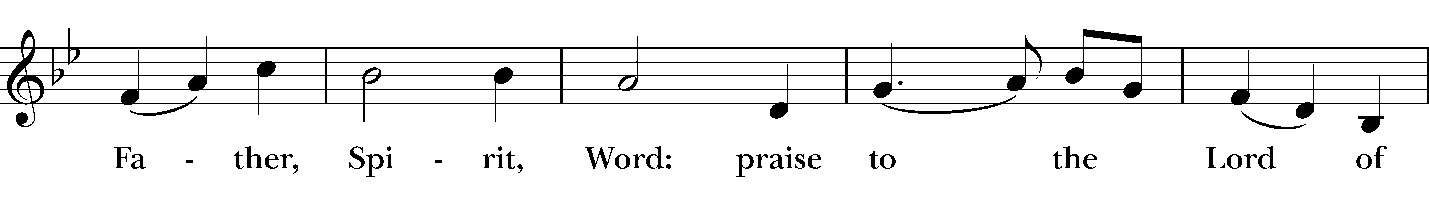 Fa - ther, Spi - rit, Word: praise to the Lord of